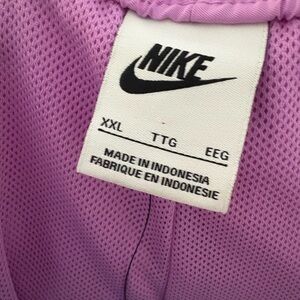 NIKE
XXL TTG EEG
MADE IN INDONESIA
FABRIQUE EN INDONESIE